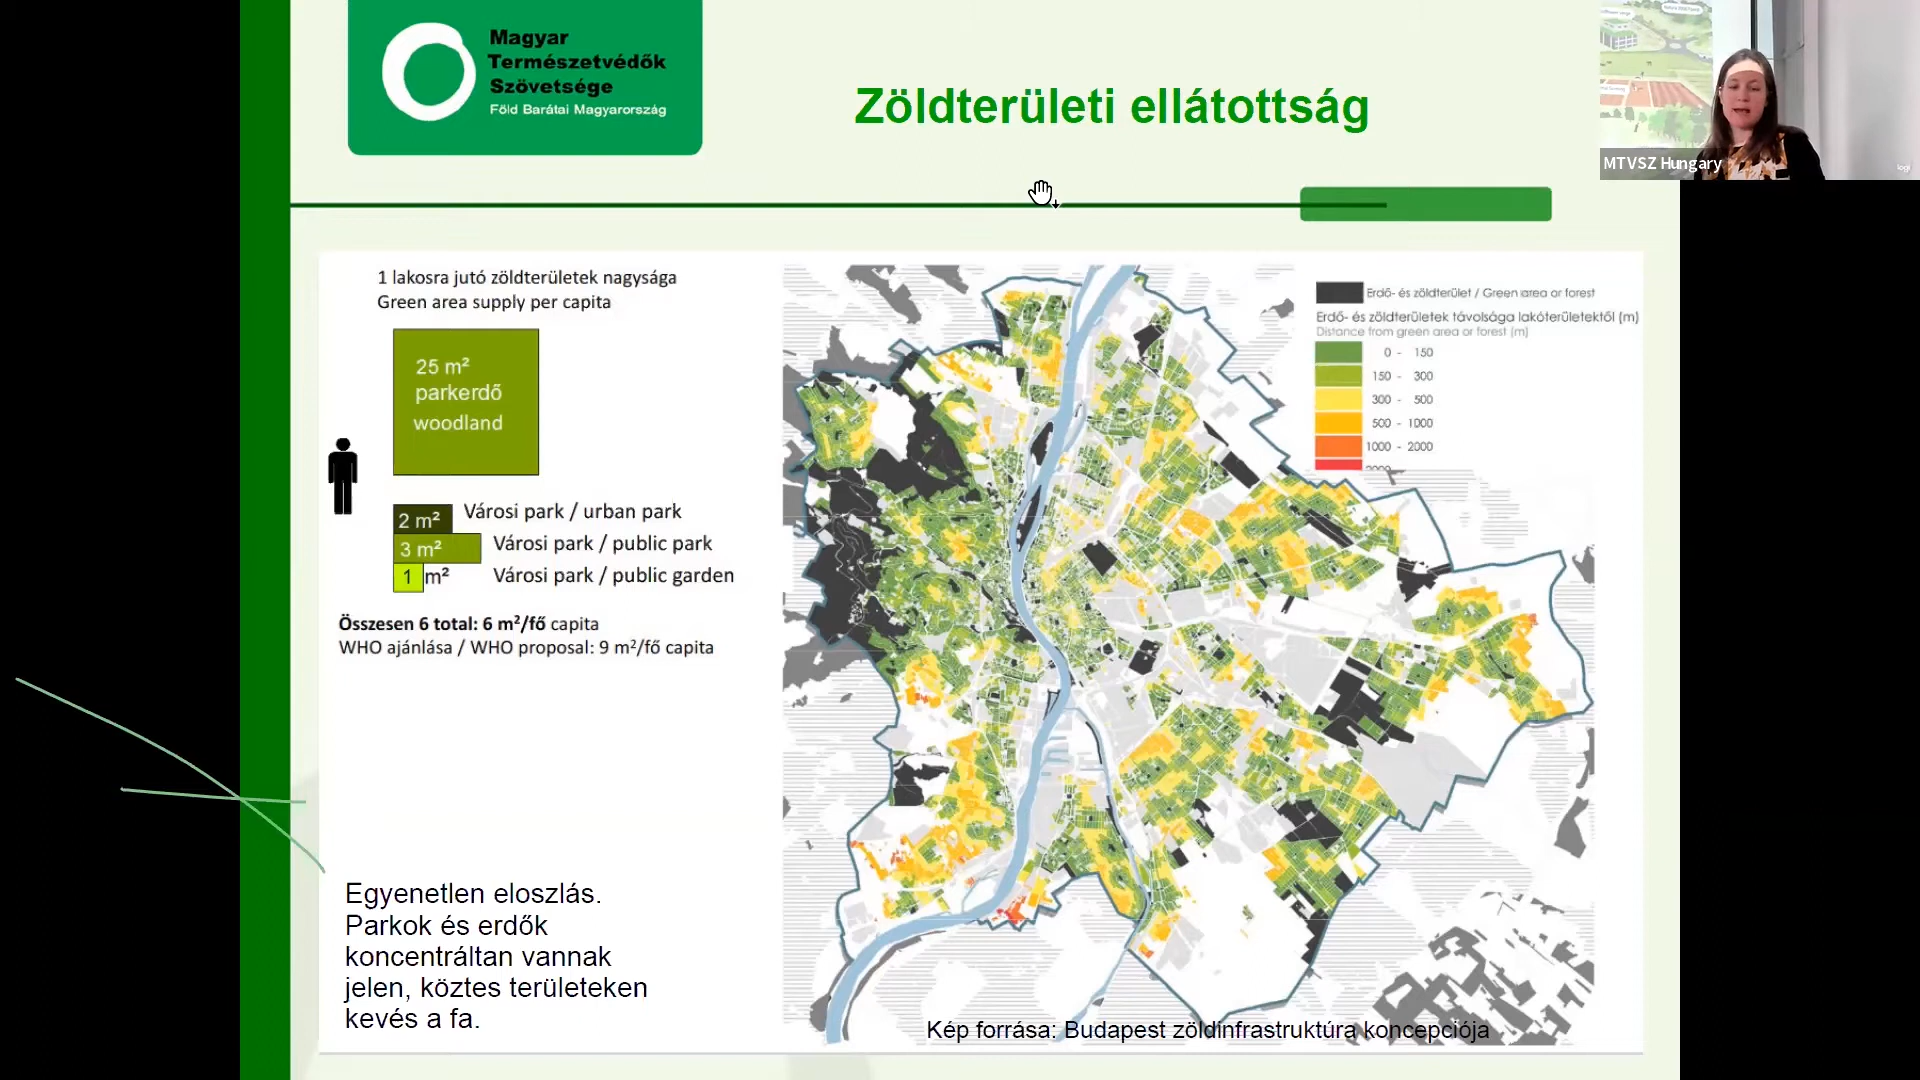 Magyar
Természetvédők
Szövetsége
Föld Barátai Magyarország
Zöldterületi ellátottság
MTVSZ Hungary
1 lakosra jutó zöldterületek nagysága
Green area supply per capita
25 m²
parkerdő
woodland
2 m² Városi park / urban park
3 m² Városi park / public park
1 m² Városi park / public garden
Összesen 6 total: 6 m²/fő capita
WHO ajánlása / WHO proposal: 9 m²/fő capita
Egyenetlen eloszlás.
Parkok és erdők
koncentráltan vannak
jelen, köztes területeken
kevés a fa.
Erdő- és zöldterület / Green area or forest
Erdő- és zöldterületek távolsága lakóterületektől (m)
Distance from green area or forest (m)
0 - 150
150 - 300
300 - 500
500 - 1000
1000 - 2000
Kép forrása: Budapest zöldinfrastruktúra koncepciója